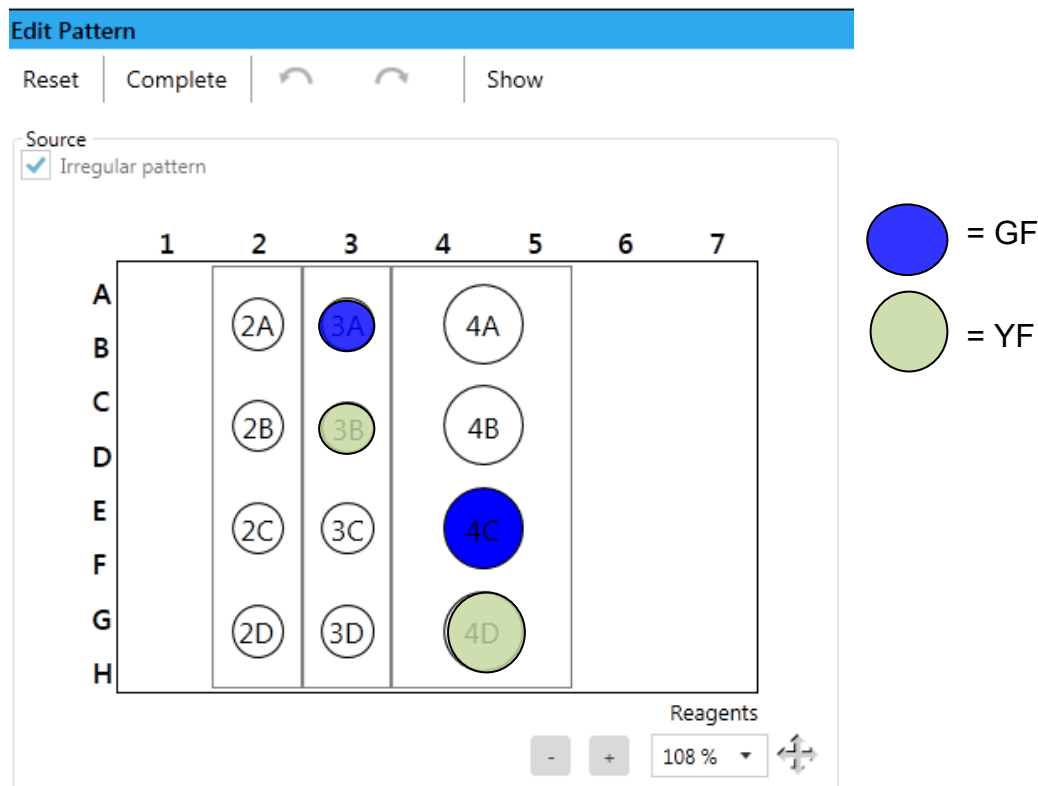 Edit Pattern
Reset Complete Show
Source
Irregular pattern
= GF
1 2 3 4 5 6 7
A
2A 3A 4A
B
= YF
C
2B 3B 4B
D
E
2C 3C 4C
F
G
2D 3D 4D
H
Reagents
- + 108 %